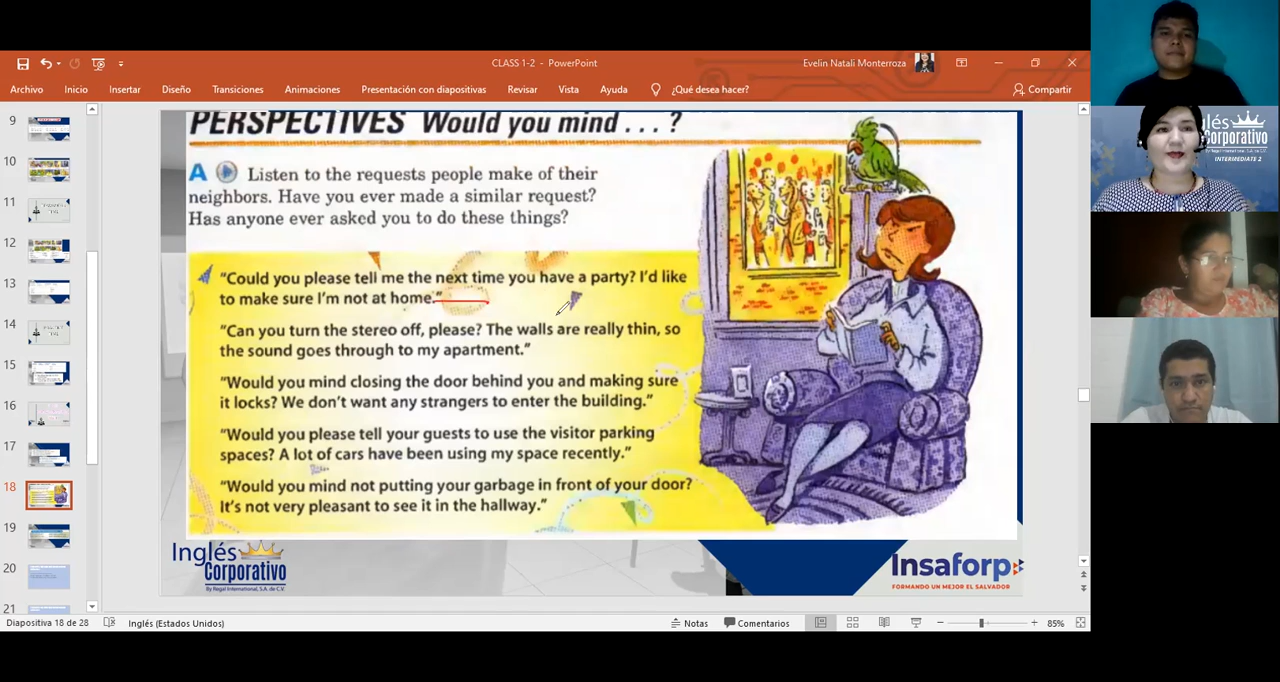 CLASS 1-2 - PowerPoint
Evelin Natali Monterroza
Archivo Inicio Insertar Diseño Transiciones Animaciones Presentación con diapositivas Revisar Vista Ayuda ¿Qué desea hacer? Compartir
9
10
11
12
13
14
15
16
17
18
19
20
21
PERSPECTIVES Would you mind . . . ?
A Listen to the requests people make of their
neighbors. Have you ever made a similar request?
Has anyone ever asked you to do these things?
"Could you please tell me the next time you have a party? I'd like
to make sure I'm not at home."
"Can you turn the stereo off, please? The walls are really thin, so
the sound goes through to my apartment."
"Would you mind closing the door behind you and making sure
it locks? We don't want any strangers to enter the building."
"Would you please tell your guests to use the visitor parking
spaces? A lot of cars have been using my space recently."
"Would you mind not putting your garbage in front of your door?
It's not very pleasant to see it in the hallway."
Inglés
Corporativo
By Regal International, S.A. de C.V.
Insaforp
FORMANDO UN MEJOR EL SALVADOR
Diapositiva 18 de 28 Inglés (Estados Unidos) Notas Comentarios 85%
glés
Corporativo
INTERMEDIATE 2